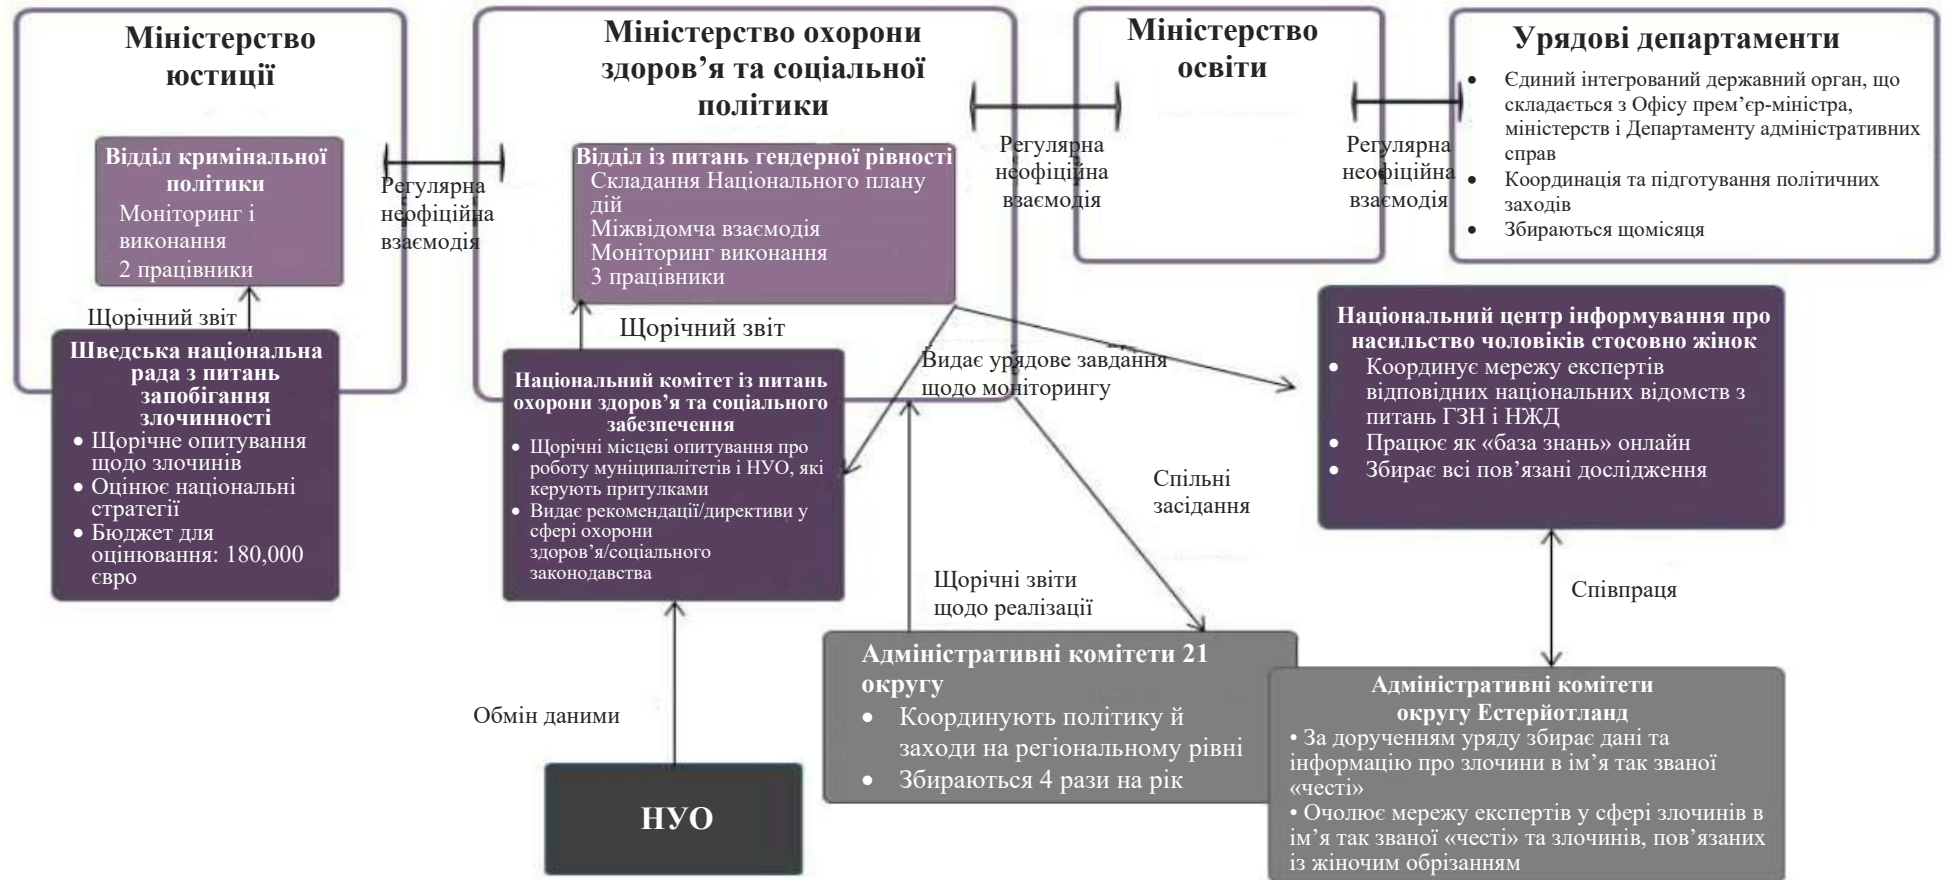 Міністерство
юстиції
Відділ кримінальної
політики
Моніторинг і
виконання
2 працівники
Щорічний звіт
Шведська національна
рада з питань
запобігання
злочинності
• Щорічне опитування
щодо злочинів
• Оцінює національні
стратегії
• Бюджет для
оцінювання: 180,000
євро
Регулярна
неофіційна
взаємодія
Міністерство охорони
здоров’я та соціальної
політики
Відділ із питань гендерної рівності
Складання Національного плану
дій
Міжвідомча взаємодія
Моніторинг виконання
3 працівники
Щорічний звіт
Національний комітет із питань
охорони здоров’я та соціального
забезпечення
• Щорічні місцеві опитування про
роботу муніципалітетів і НУО, які
керують притулками
• Видає рекомендації/директиви у
сфері охорони
здоров’я/соціального
законодавства
Видає урядове завдання
щодо моніторингу
Регулярна
неофіційна
взаємодія
Міністерство
освіти
Регулярна
неофіційна
взаємодія
Урядові департаменти
• Єдиний інтегрований державний орган, що
складається з Офісу прем’єр-міністра,
міністерств і Департаменту адміністративних
справ
• Координація та підготування політичних
заходів
• Збираються щомісяця
Національний центр інформування про
насильство чоловіків стосовно жінок
• Координує мережу експертів
відповідних національних відомств з
питань ГЗН і НЖД
• Працює як «база знань» онлайн
• Збирає всі пов’язані дослідження
Спільні
засідання
Щорічні звіти
щодо реалізації
Співпраця
Обмін даними
НУО
Адміністративні комітети 21
округу
• Координують політику й
заходи на регіональному рівні
• Збираються 4 рази на рік
Адміністративні комітети
округу Естерйотланд
• За дорученням уряду збирає дані та
інформацію про злочини в ім’я так званої
«честі»
• Очолює мережу експертів у сфері злочинів в
ім’я так званої «честі» та злочинів, пов’язаних
із жіночим обрізанням